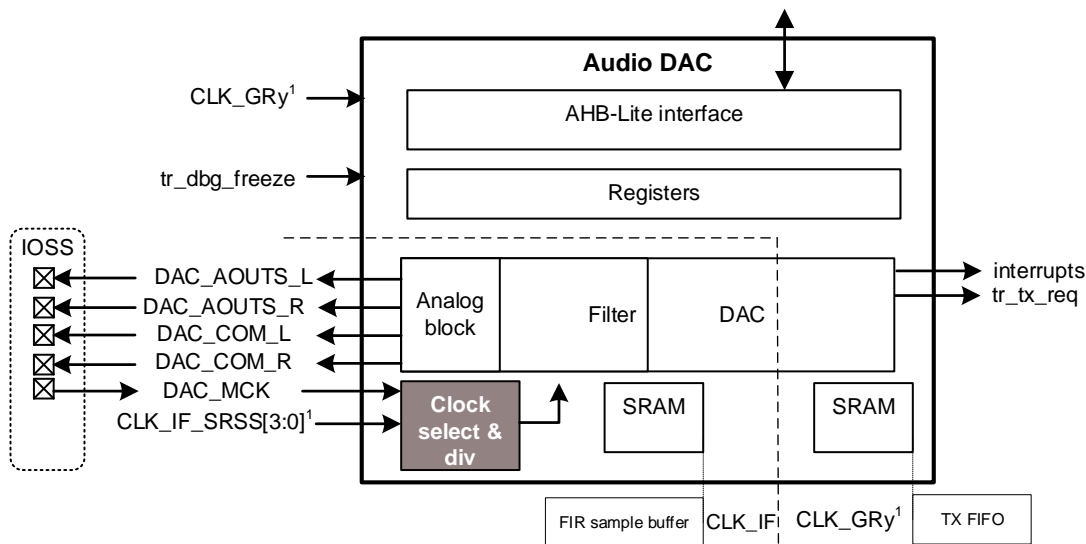 Audio DAC
CLK_GRy1
AHB-Lite interface
tr_dbg_freeze
Registers
IOSS
DAC_AOUTS_L
DAC_AOUTS_R
DAC_COM_L
DAC_COM_R
DAC_MCK
CLK_IF_SRSS[3:0]1
Analog
block
Filter
DAC
interrupts
tr_tx_req
Clock
select &
div
SRAM
SRAM
FIR sample buffer
CLK_IF
CLK_GRy1
TX FIFO